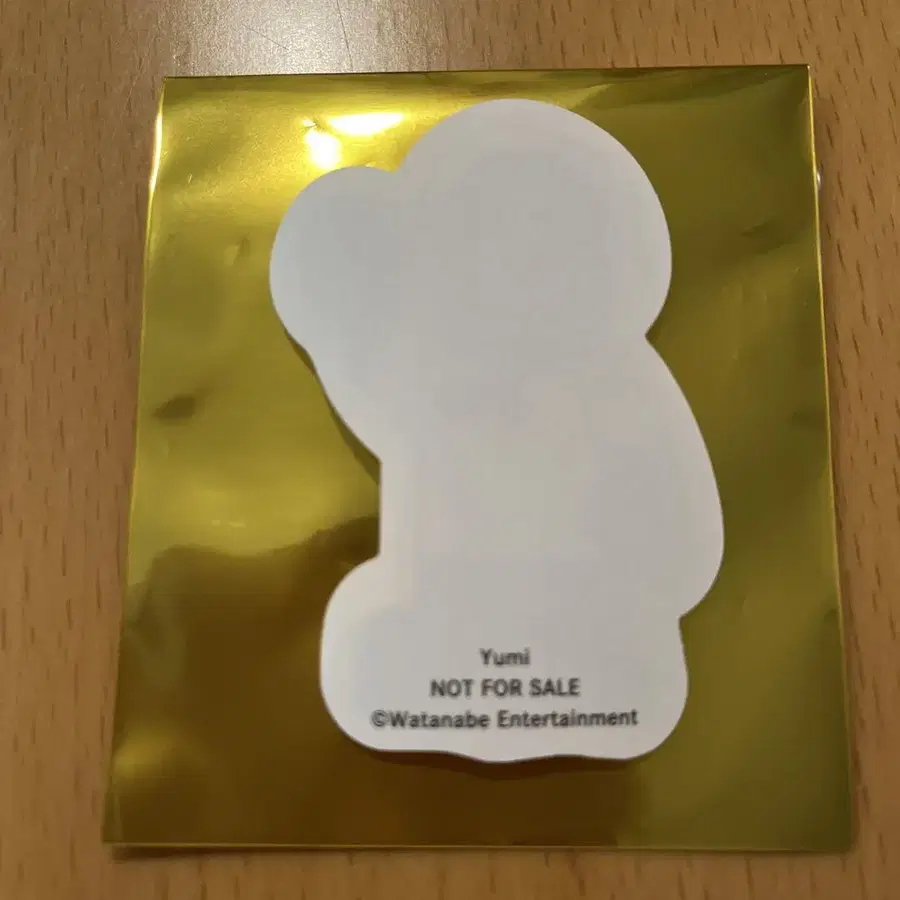 Yumi
NOT FOR SALE
©Watanabe Entertainment